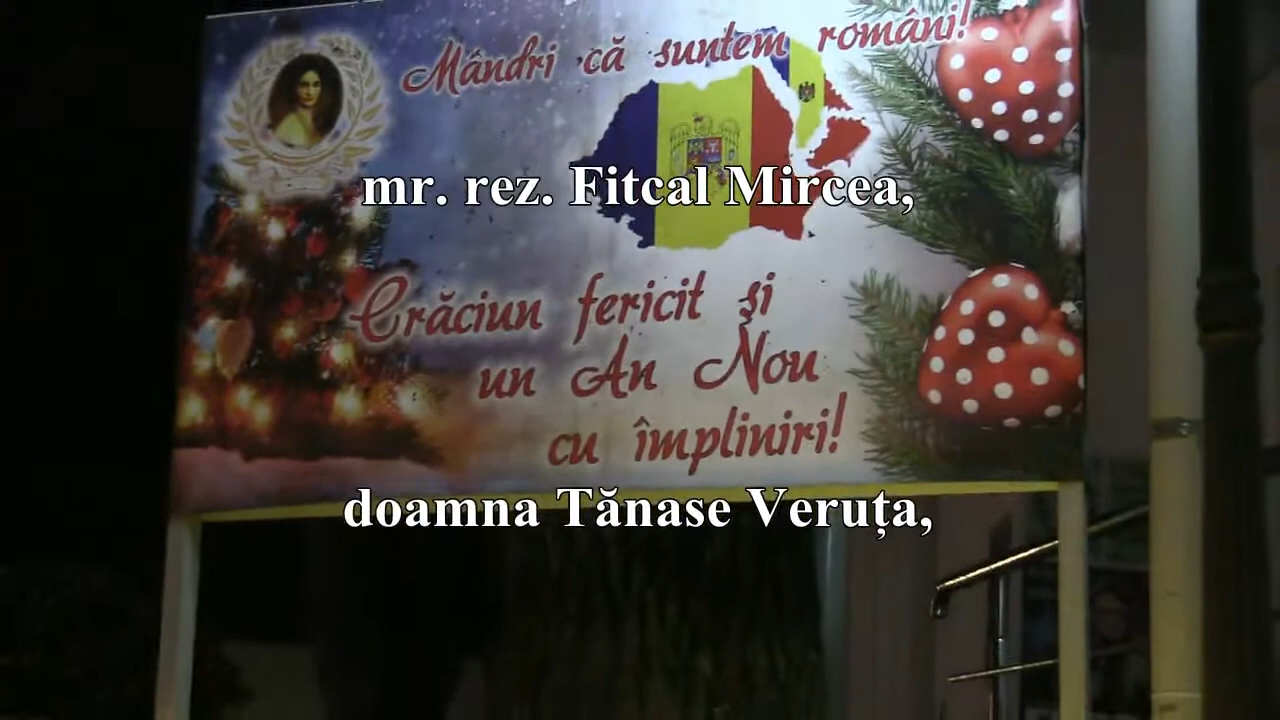 Mândri că suntem români!
mr. rez. Fitcal Mircea,
Crăciun fericit și
un An Nou
cu împliniri!
doamna Tănase Veruța,